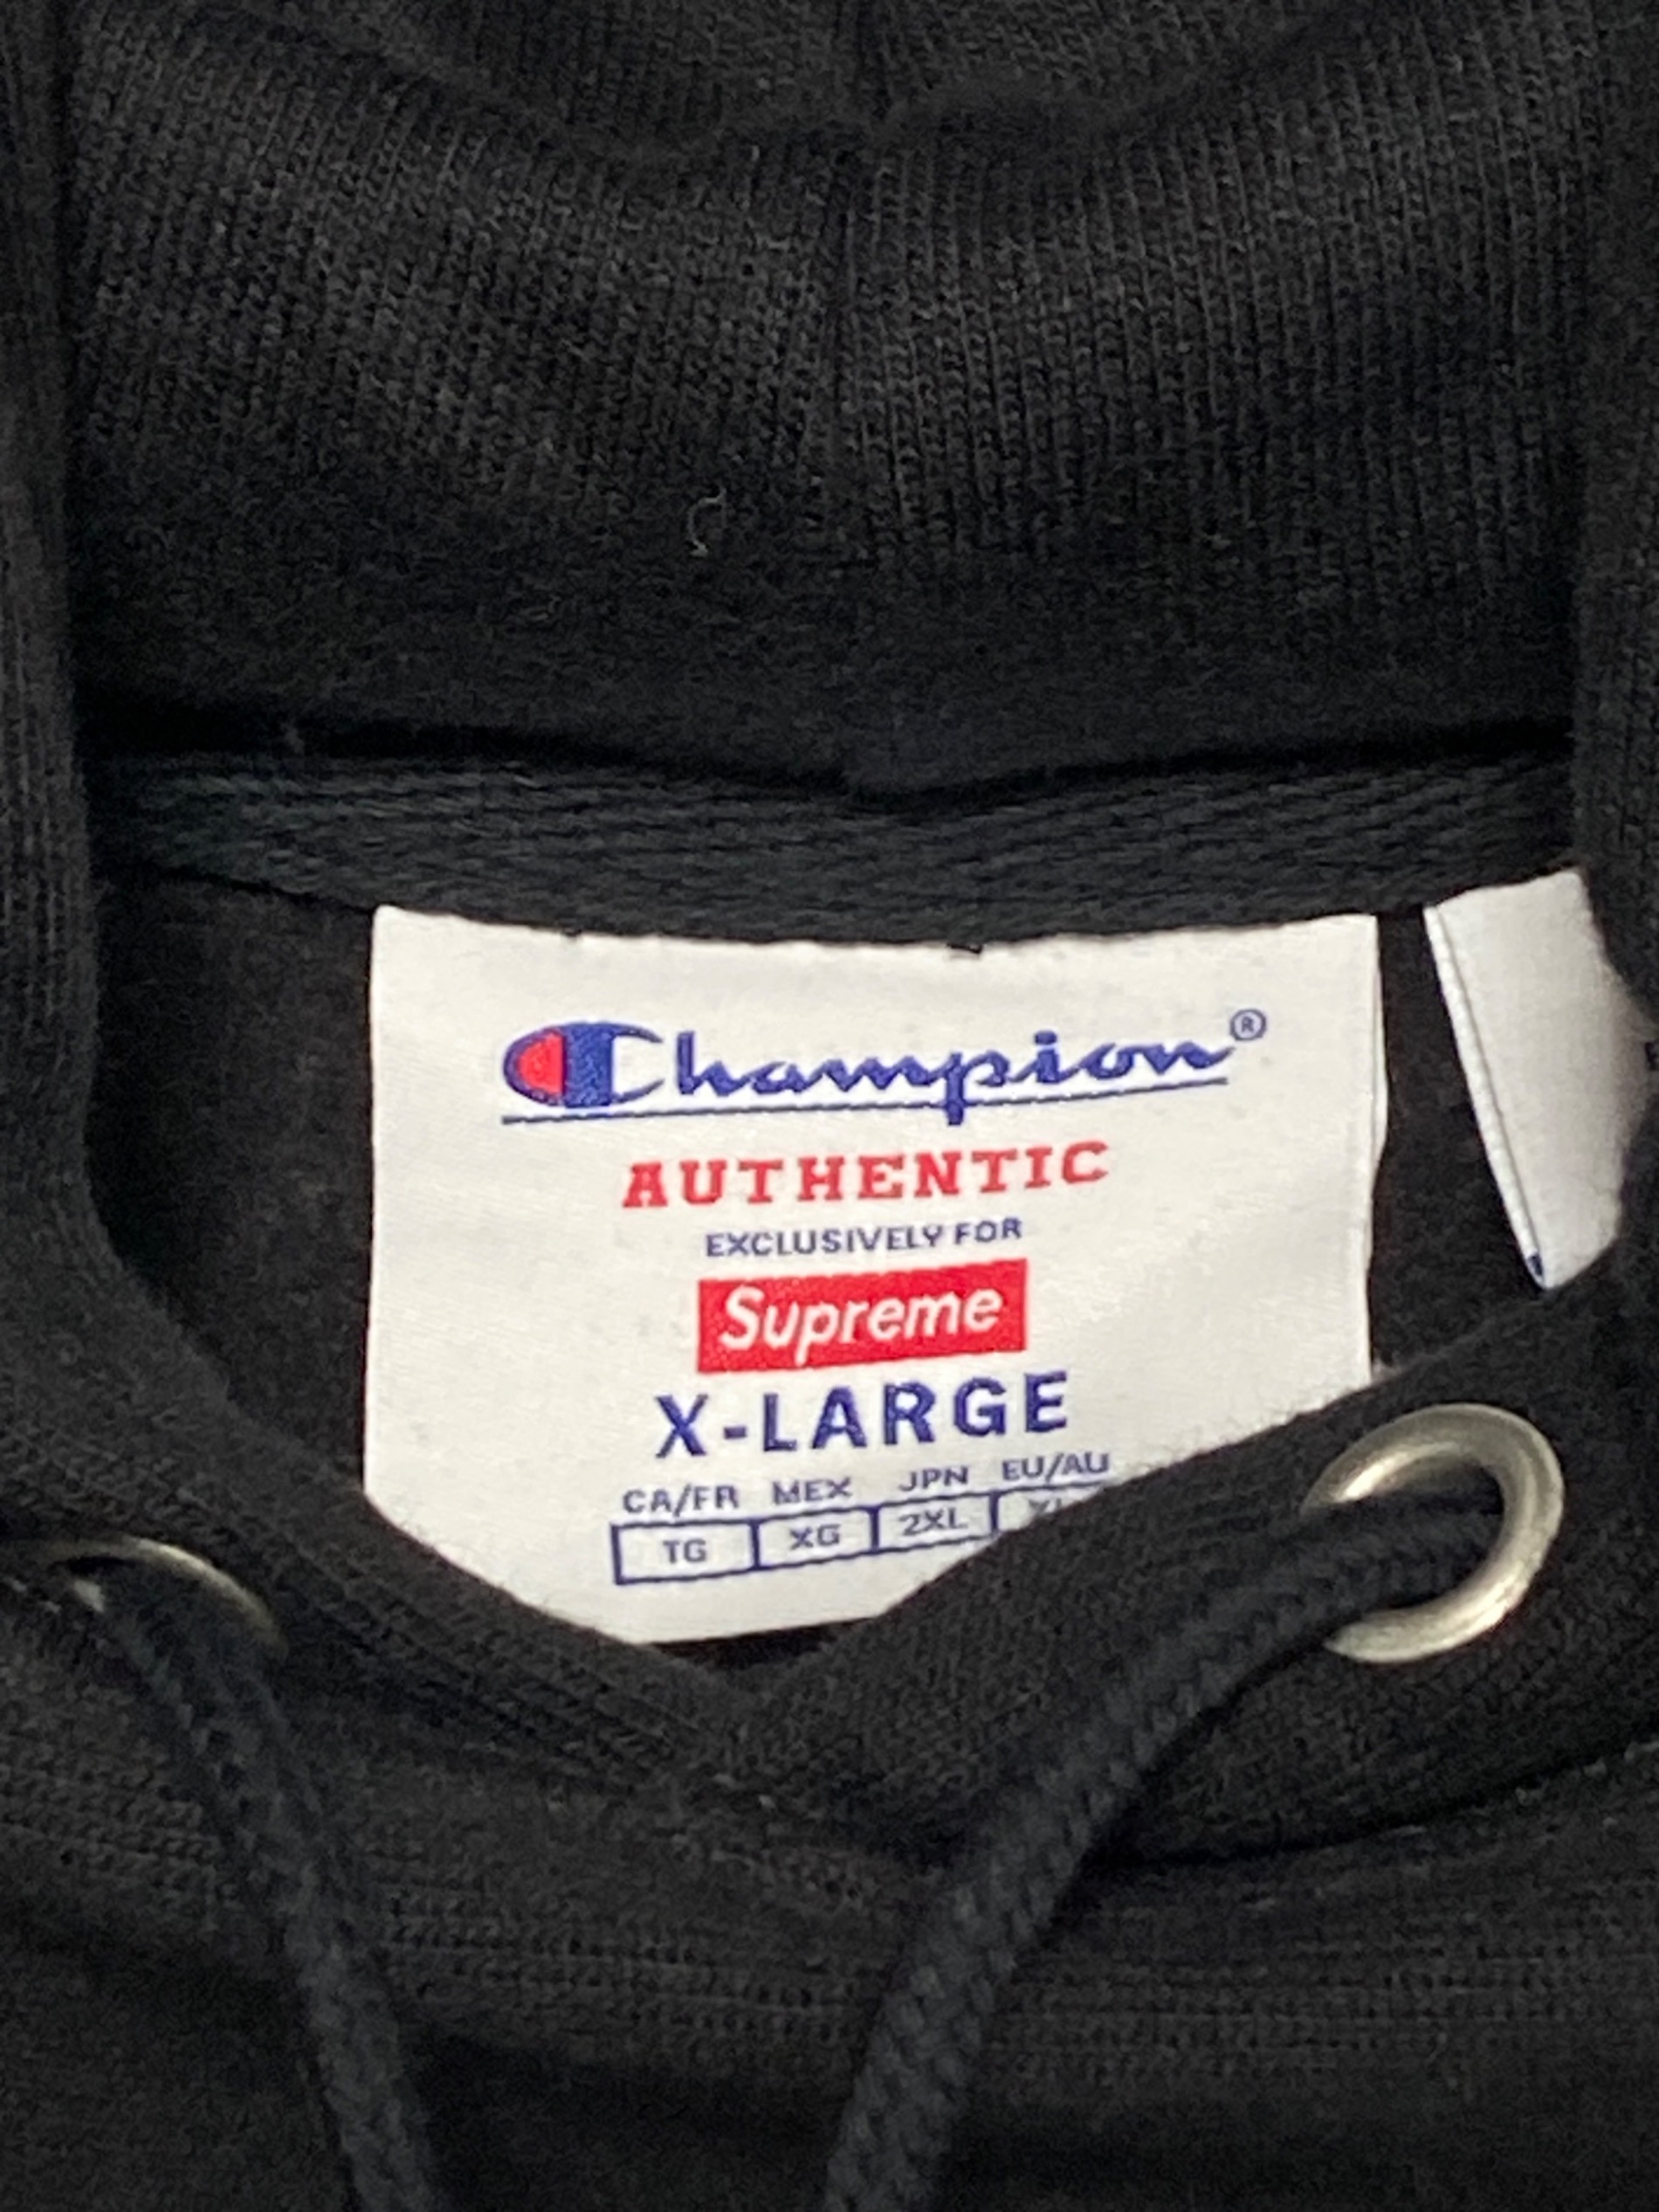 Champion®
AUTHENTIC
EXCLUSIVELY FOR
Supreme
X-LARGE
CA/FR MEX JPN EU/AU
TG XG 2XL